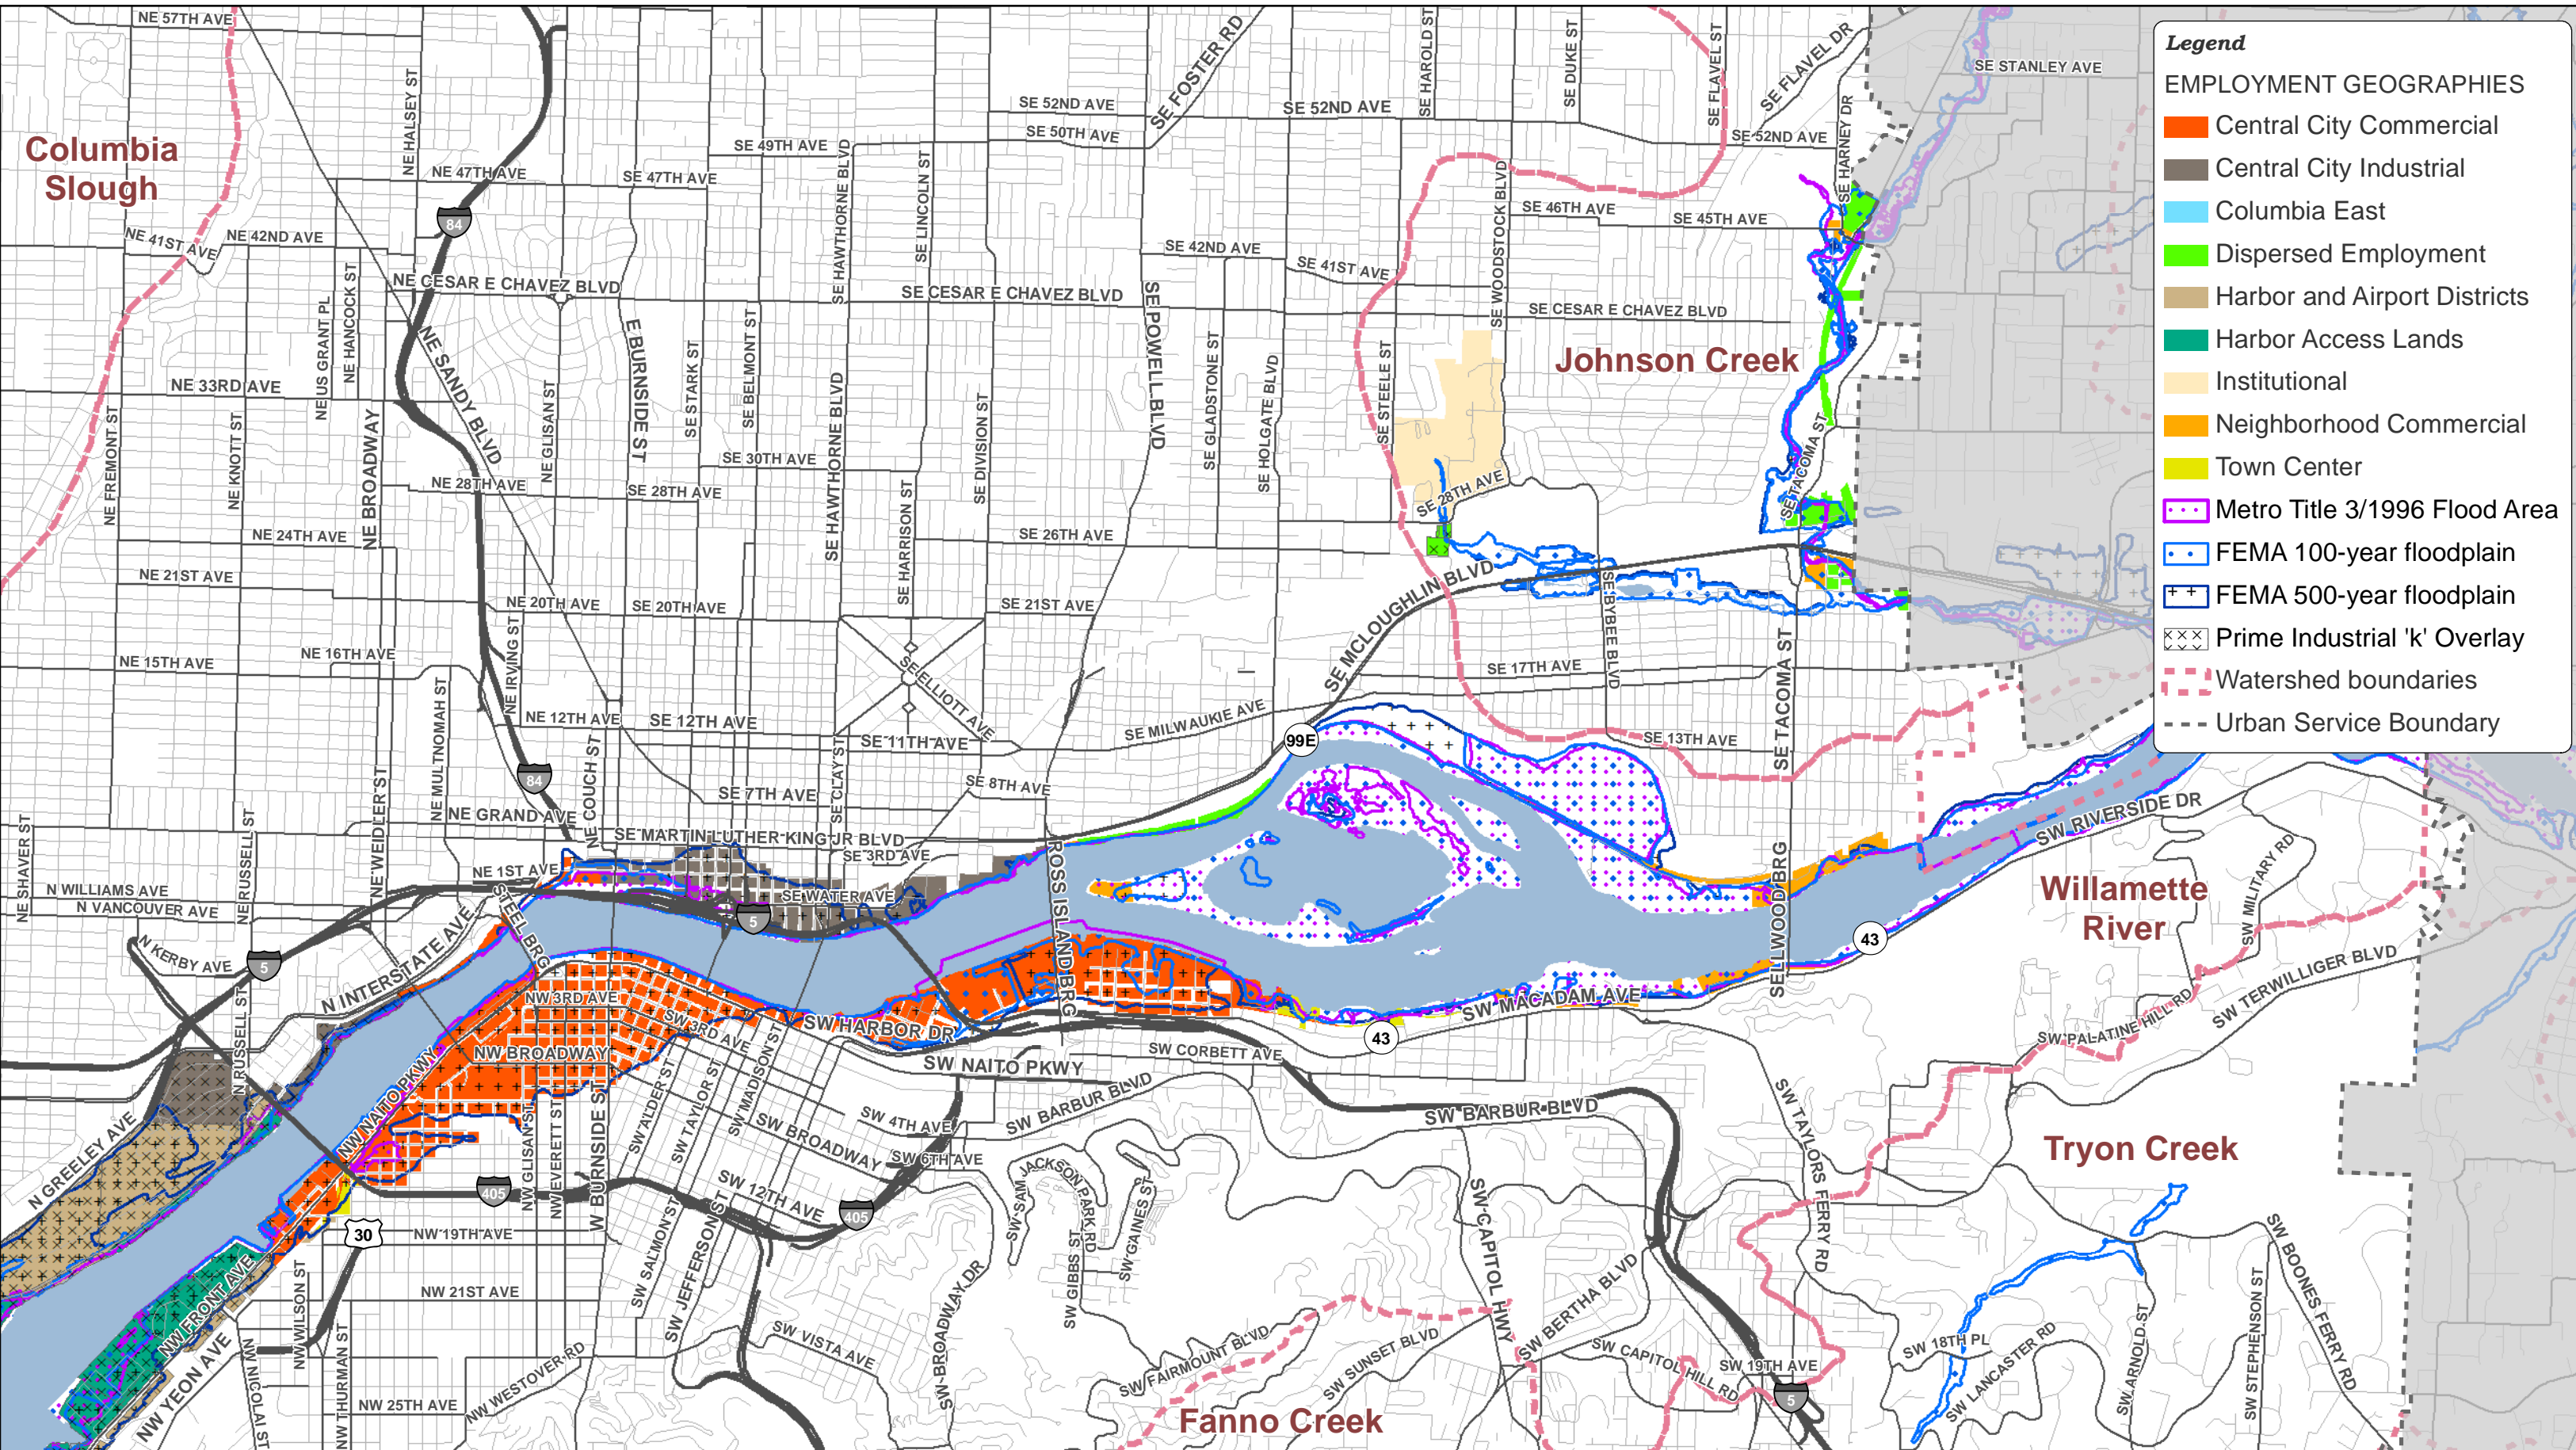 Legend
EMPLOYMENT GEOGRAPHIES
Central City Commercial
Central City Industrial
Columbia East
Dispersed Employment
Harbor and Airport Districts
Harbor Access Lands
Institutional
Neighborhood Commercial
Town Center
Metro Title 3/1996 Flood Area
FEMA 100-year floodplain
FEMA 500-year floodplain
Prime Industrial 'k' Overlay
Watershed boundaries
Urban Service Boundary
Columbia
Slough
Johnson Creek
Willamette
River
Tryon Creek
Fanno Creek
NE 57TH AVE
NE HALSEY ST
NE 47TH AVE
84
NE 41ST AVE
NE 42ND AVE
NE CESAR E CHAVEZ BLVD
NE US GRANT PL
NE HANCOCK ST
NE SANDY BLVD
NE 33RD AVE
NE FREMONT ST
NE KNOTT ST
NE BROADWAY
NE GLISAN ST
NE 28TH AVE
NE 24TH AVE
NE 21ST AVE
NE 20TH AVE
NE 15TH AVE
NE 16TH AVE
NE IRVING ST
NE MULTNOMAH ST
NE 12TH AVE
84
NE COUCH ST
NE GRAND AVE
NE WEIDLER ST
NE RUSSELL ST
NE SHAVER ST
NE 1ST AVE
N WILLIAMS AVE
N VANCOUVER AVE
N KERBY AVE
5
N INTERSTATE AVE
N RUSSELL ST
N GREELEY AVE
STEEL BRG
SE 52ND AVE
SE FOSTER RD
SE 52ND AVE
SE 50TH AVE
SE 49TH AVE
SE HAWTHORNE BLVD
SE LINCOLN ST
SE 47TH AVE
SE HAROLD ST
SE DUKE ST
SE FLAVEL ST
SE FLAVEL DR
SE STANLEY AVE
SE 52ND AVE
SE HARNEY DR
SE 46TH AVE
SE 45TH AVE
SE WOODSTOCK BLVD
SE 42ND AVE
SE 41ST AVE
SE CESAR E CHAVEZ BLVD
SE CESAR E CHAVEZ BLVD
E BURNSIDE ST
SE STARK ST
SE BELMONT ST
SE HAWTHORNE BLVD
SE DIVISION ST
SE POWELL BLVD
SE GLADSTONE ST
SE HOLGATE BLVD
SE STEELE ST
SE 30TH AVE
SE 28TH AVE
SE HARRISON ST
SE 26TH AVE
SE 28TH AVE
SE TACOMA ST
SE 20TH AVE
SE 21ST AVE
SE MCLOUGHLIN BLVD
SE BYBEE BLVD
SE 17TH AVE
SE ELLIOTT AVE
SE 12TH AVE
SE 11TH AVE
SE MILWAUKIE AVE
99E
SE 13TH AVE
SE TACOMA ST
SE CLAY ST
SE 7TH AVE
SE 8TH AVE
SE MARTIN LUTHER KING JR BLVD
SE 3RD AVE
SE WATER AVE
5
ROSS ISLAND BRG
SELLWOOD BRG
43
SW RIVERSIDE DR
SW MILITARY RD
SW TERWILLIGER BLVD
SW PALATINE HILL RD
SW MACADAM AVE
43
NW 3RD AVE
SW 3RD AVE
SW HARBOR DR
NW BROADWAY
NW NAITO PKWY
SW NAITO PKWY
SW CORBETT AVE
SW BARBUR BLVD
SW BARBUR BLVD
SW ALDER ST
SW TAYLOR ST
SW MADISON ST
SW 4TH AVE
SW BROADWAY
SW 6TH AVE
SW 12TH AVE
NW GLISAN ST
NW EVERETT ST
W BURNSIDE ST
405
405
30
NW 19TH AVE
NW 21ST AVE
NW 25TH AVE
NW FRONT AVE
NW YEON AVE
NW NICOLAI ST
NW WILSON ST
NW THURMAN ST
NW WESTOVER RD
SW SALMON ST
SW JEFFERSON ST
SW VISTA AVE
SW BROADWAY DR
SW SAM JACKSON PARK RD
SW GIBBS ST
SW GAINES ST
SW FAIRMOUNT BLVD
SW SUNSET BLVD
SW CAPITOL HWY
SW BERTHA BLVD
SW CAPITOL HILL RD
SW 19TH AVE
5
SW TAYLORS FERRY RD
SW 18TH PL
SW LANCASTER RD
SW ARNOLD ST
SW STEPHENSON ST
SW BOONES FERRY RD